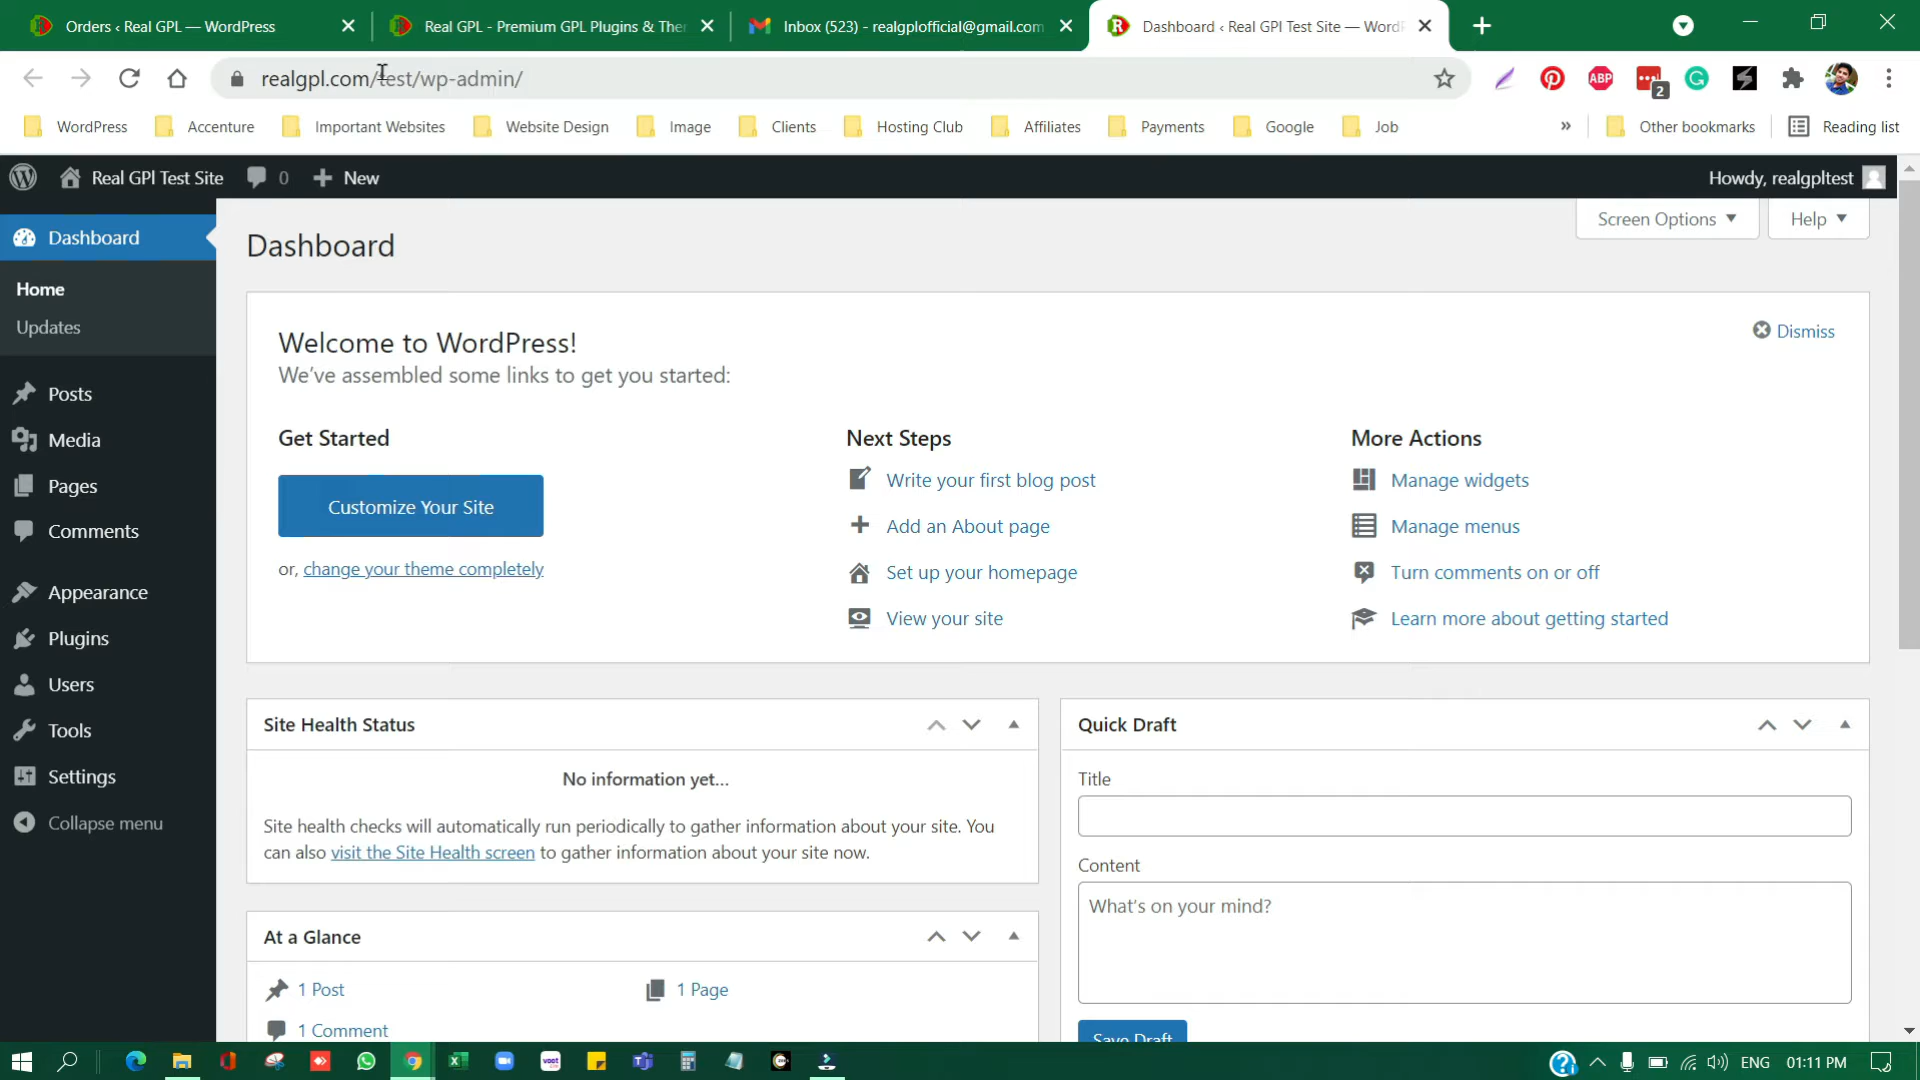 Orders ‹ Real GPL — WordPress
Real GPL - Premium GPL Plugins & The
Inbox (523) - realgplofficial@gmail.com
Dashboard ‹ Real GPl Test Site — WordP
realgpl.com/test/wp-admin/
ABP
2
WordPress
Accenture
Important Websites
Website Design
Image
Clients
Hosting Club
Affiliates
Payments
Google
Job
»
Other bookmarks
Reading list
Real GPl Test Site
0
New
Howdy, realgpltest
Screen Options
Help
Dashboard
Home
Updates
Posts
Media
Pages
Comments
Appearance
Plugins
Users
Tools
Settings
Collapse menu
Dashboard
Welcome to WordPress!
We've assembled some links to get you started:
Dismiss
Get Started
Customize Your Site
or, change your theme completely
Next Steps
Write your first blog post
Add an About page
Set up your homepage
View your site
More Actions
Manage widgets
Manage menus
Turn comments on or off
Learn more about getting started
Site Health Status
No information yet...
Site health checks will automatically run periodically to gather information about your site. You
can also visit the Site Health screen to gather information about your site now.
At a Glance
1 Post
1 Page
1 Comment
Quick Draft
Title
Content
What's on your mind?
Save Draft
voot
ENG
01:11 PM